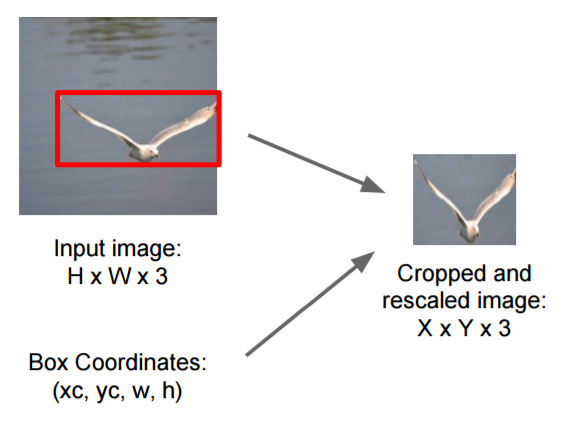 Input image:
H x W x 3
Box Coordinates:
(xc, yc, w, h)
Cropped and
rescaled image:
X x Y x 3